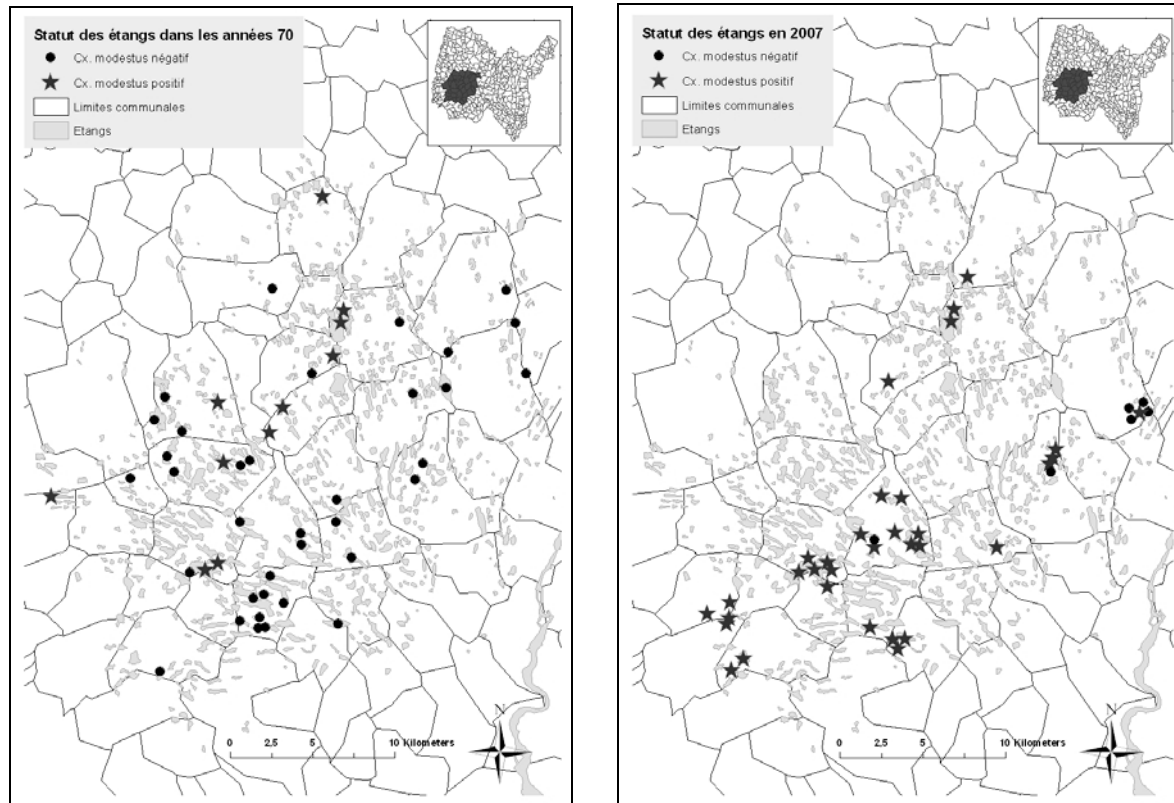 Statut des étangs dans les années 70
Cx. modestus négatif
Cx. modestus positif
Limites communales
Etangs
N
0 2,5 5 10 Kilometers
Statut des étangs en 2007
Cx. modestus négatif
Cx. modestus positif
Limites communales
Etangs
N
0 2,5 5 10 Kilometers